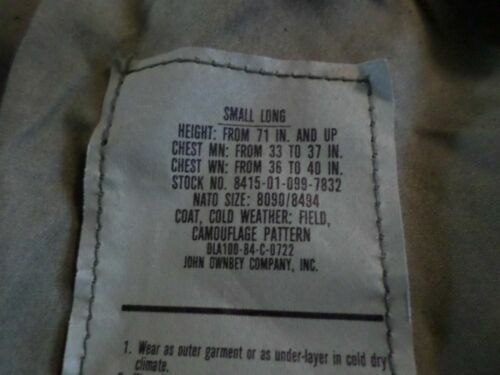 SMALL LONG
HEIGHT: FROM 71 IN. AND UP
CHEST MN: FROM 33 TO 37 IN.
CHEST WN: FROM 36 TO 40 IN.
STOCK NO. 8415-01-099-7832
NATO SIZE: 8090/8494
COAT, COLD WEATHER: FIELD,
CAMOUFLAGE PATTERN
DLA100-84-C-0722
JOHN OWNBEY COMPANY, INC.
1. Wear as outer garment or as under-layer in cold dry
climate.